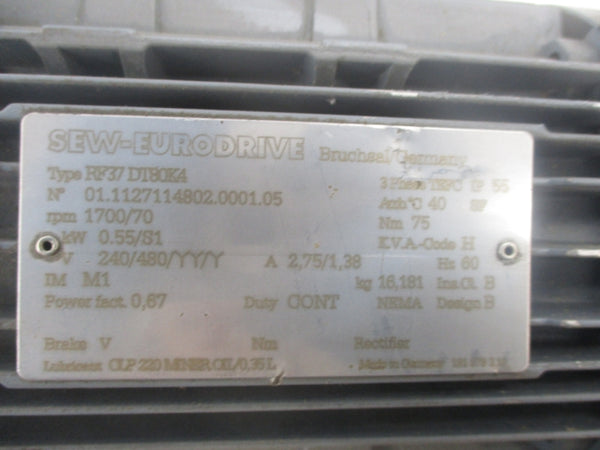 SEW-EURODRIVE Bruchsal/Germany
Type RF37 DT80K4 3 Phase TEFC IP 55
N° 01.1127114802.0001.05 Amb °C 40
rpm 1700/70 Nm 75
kW 0.55/S1 K.V.A.-Code H
V 240/480/YY/Y A 2,75/1,38 Hz 60
IM M1 kg 16,181 Ins.Cl. B
Power fact. 0,67 Duty CONT NEMA Design B
Brake V Nm Rectifier
Lubricant CLP 220 MINER OIL/0,35 L Made in Germany